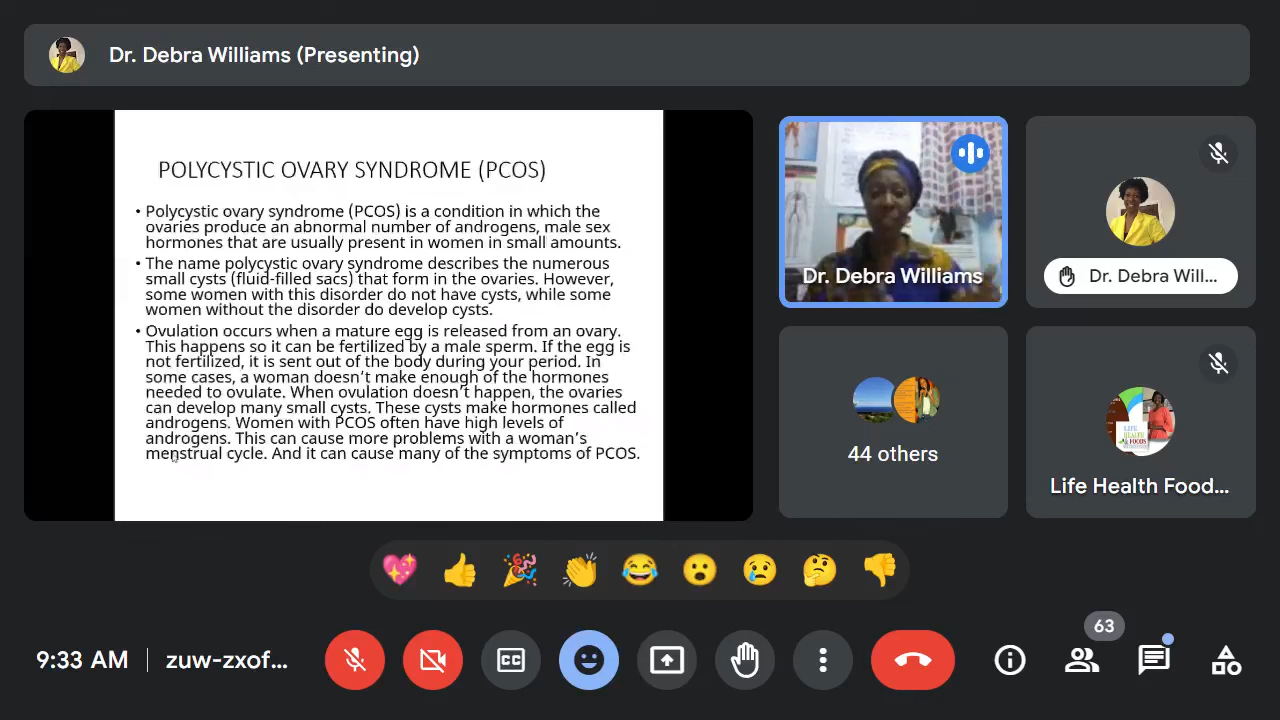 Dr. Debra Williams (Presenting)
POLYCYSTIC OVARY SYNDROME (PCOS)
• Polycystic ovary syndrome (PCOS) is a condition in which the
ovaries produce an abnormal number of androgens, male sex
hormones that are usually present in women in small amounts.
• The name polycystic ovary syndrome describes the numerous
small cysts (fluid-filled sacs) that form in the ovaries. However,
some women with this disorder do not have cysts, while some
women without the disorder do develop cysts.
• Ovulation occurs when a mature egg is released from an ovary.
This happens so it can be fertilized by a male sperm. If the egg is
not fertilized, it is sent out of the body during your period. In
some cases, a woman doesn’t make enough of the hormones
needed to ovulate. When ovulation doesn’t happen, the ovaries
can develop many small cysts. These cysts make hormones called
androgens. Women with PCOS often have high levels of
androgens. This can cause more problems with a woman’s
menstrual cycle. And it can cause many of the symptoms of PCOS.
Dr. Debra Williams
Dr. Debra Will...
44 others
LIFE
HEALTH
& FOODS
Life Health Food...
9:33 AM
zuw-zxof...
CC
63